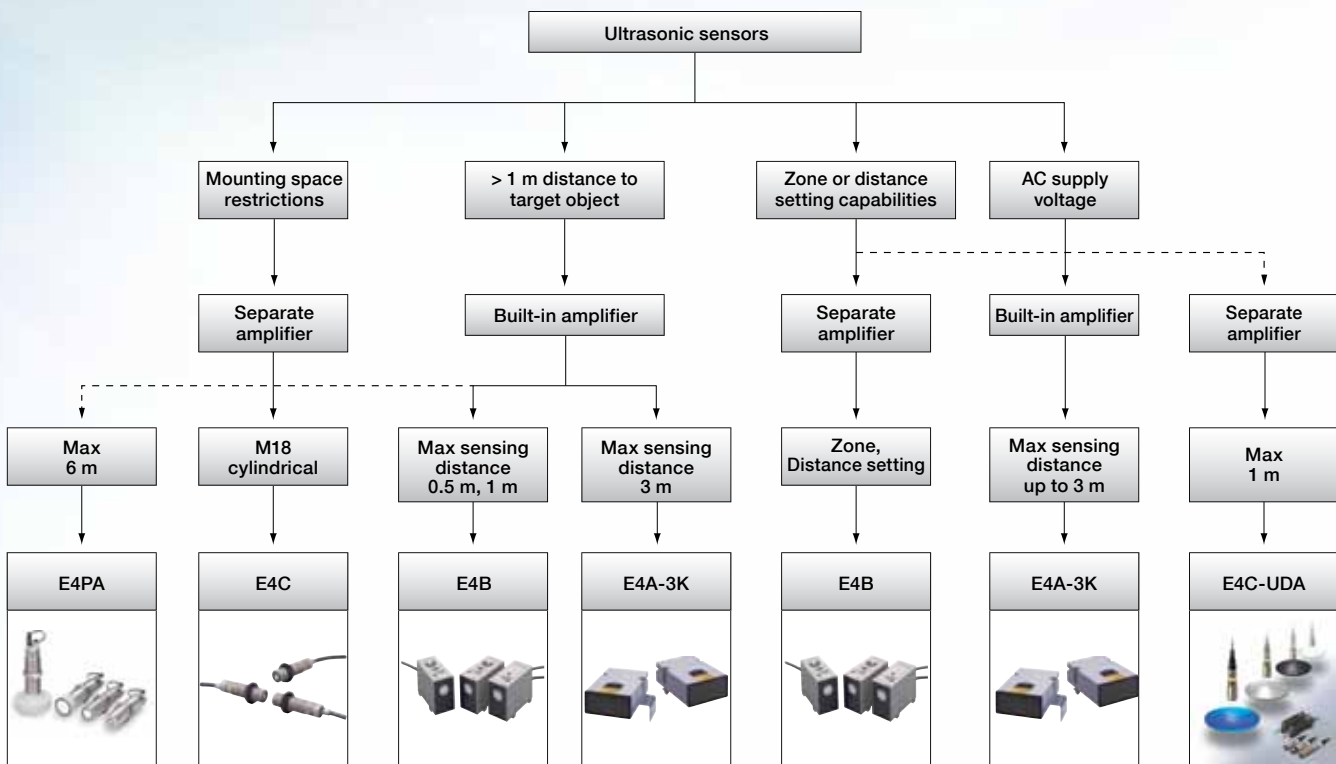 Ultrasonic sensors
Mounting space
restrictions
> 1 m distance to
target object
Zone or distance
setting capabilities
AC supply
voltage
Separate
amplifier
Built-in amplifier
Separate
amplifier
Built-in amplifier
Separate
amplifier
Max
6 m
M18
cylindrical
Max sensing
distance
0.5 m, 1 m
Max sensing
distance
3 m
Zone,
Distance setting
Max sensing
distance
up to 3 m
Max
1 m
E4PA
E4C
E4B
E4A-3K
E4B
E4A-3K
E4C-UDA